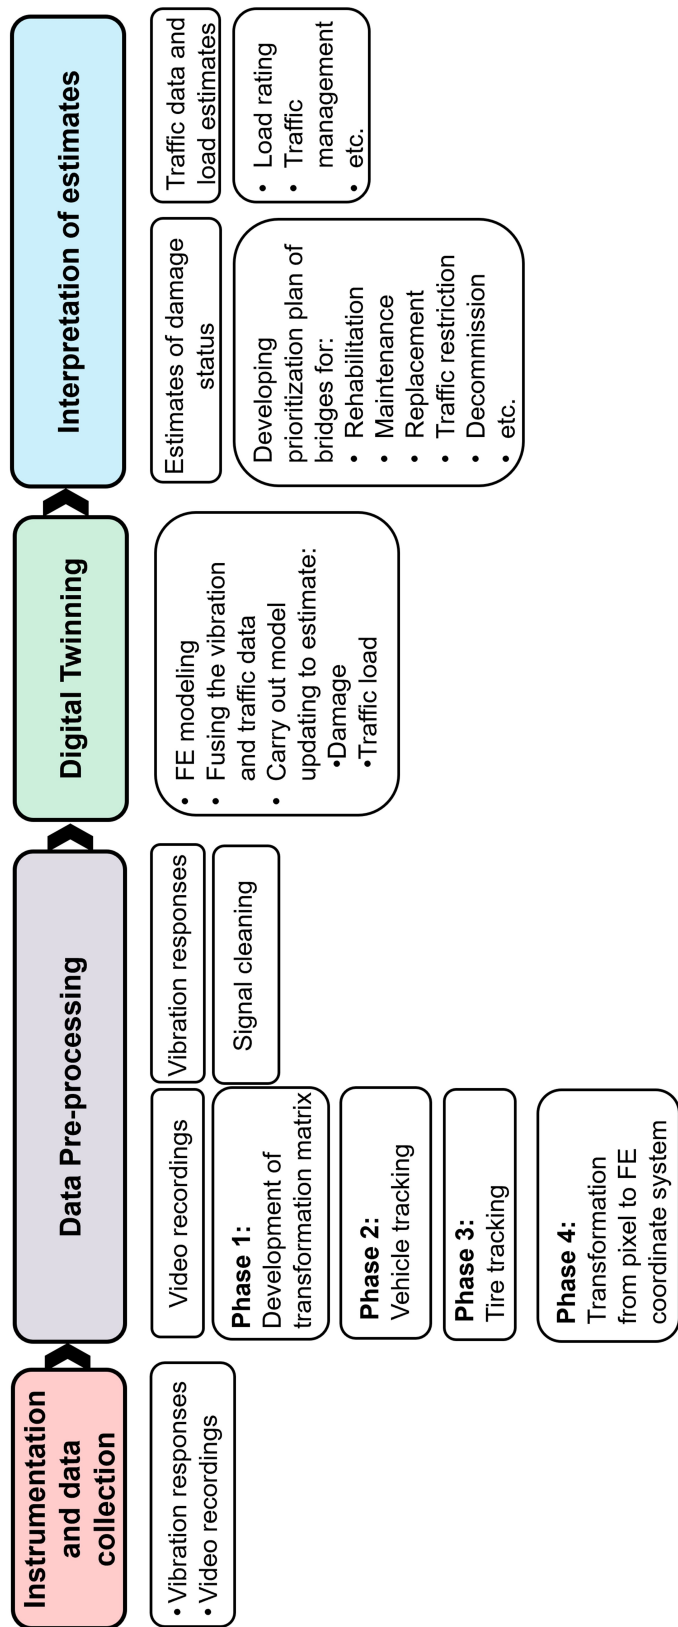 Instrumentation
and data
collection
• Vibration responses
• Video recordings
Data Pre-processing
Video recordings
Phase 1:
Development of
transformation matrix
Phase 2:
Vehicle tracking
Phase 3:
Tire tracking
Phase 4:
Transformation
from pixel to FE
coordinate system
Vibration responses
Signal cleaning
Digital Twinning
• FE modeling
• Fusing the vibration
and traffic data
• Carry out model
updating to estimate:
•Damage
•Traffic load
Interpretation of estimates
Estimates of damage
status
Developing
prioritization plan of
bridges for:
• Rehabilitation
• Maintenance
• Replacement
• Traffic restriction
• Decommission
• etc.
Traffic data and
load estimates
• Load rating
• Traffic
management
• etc.